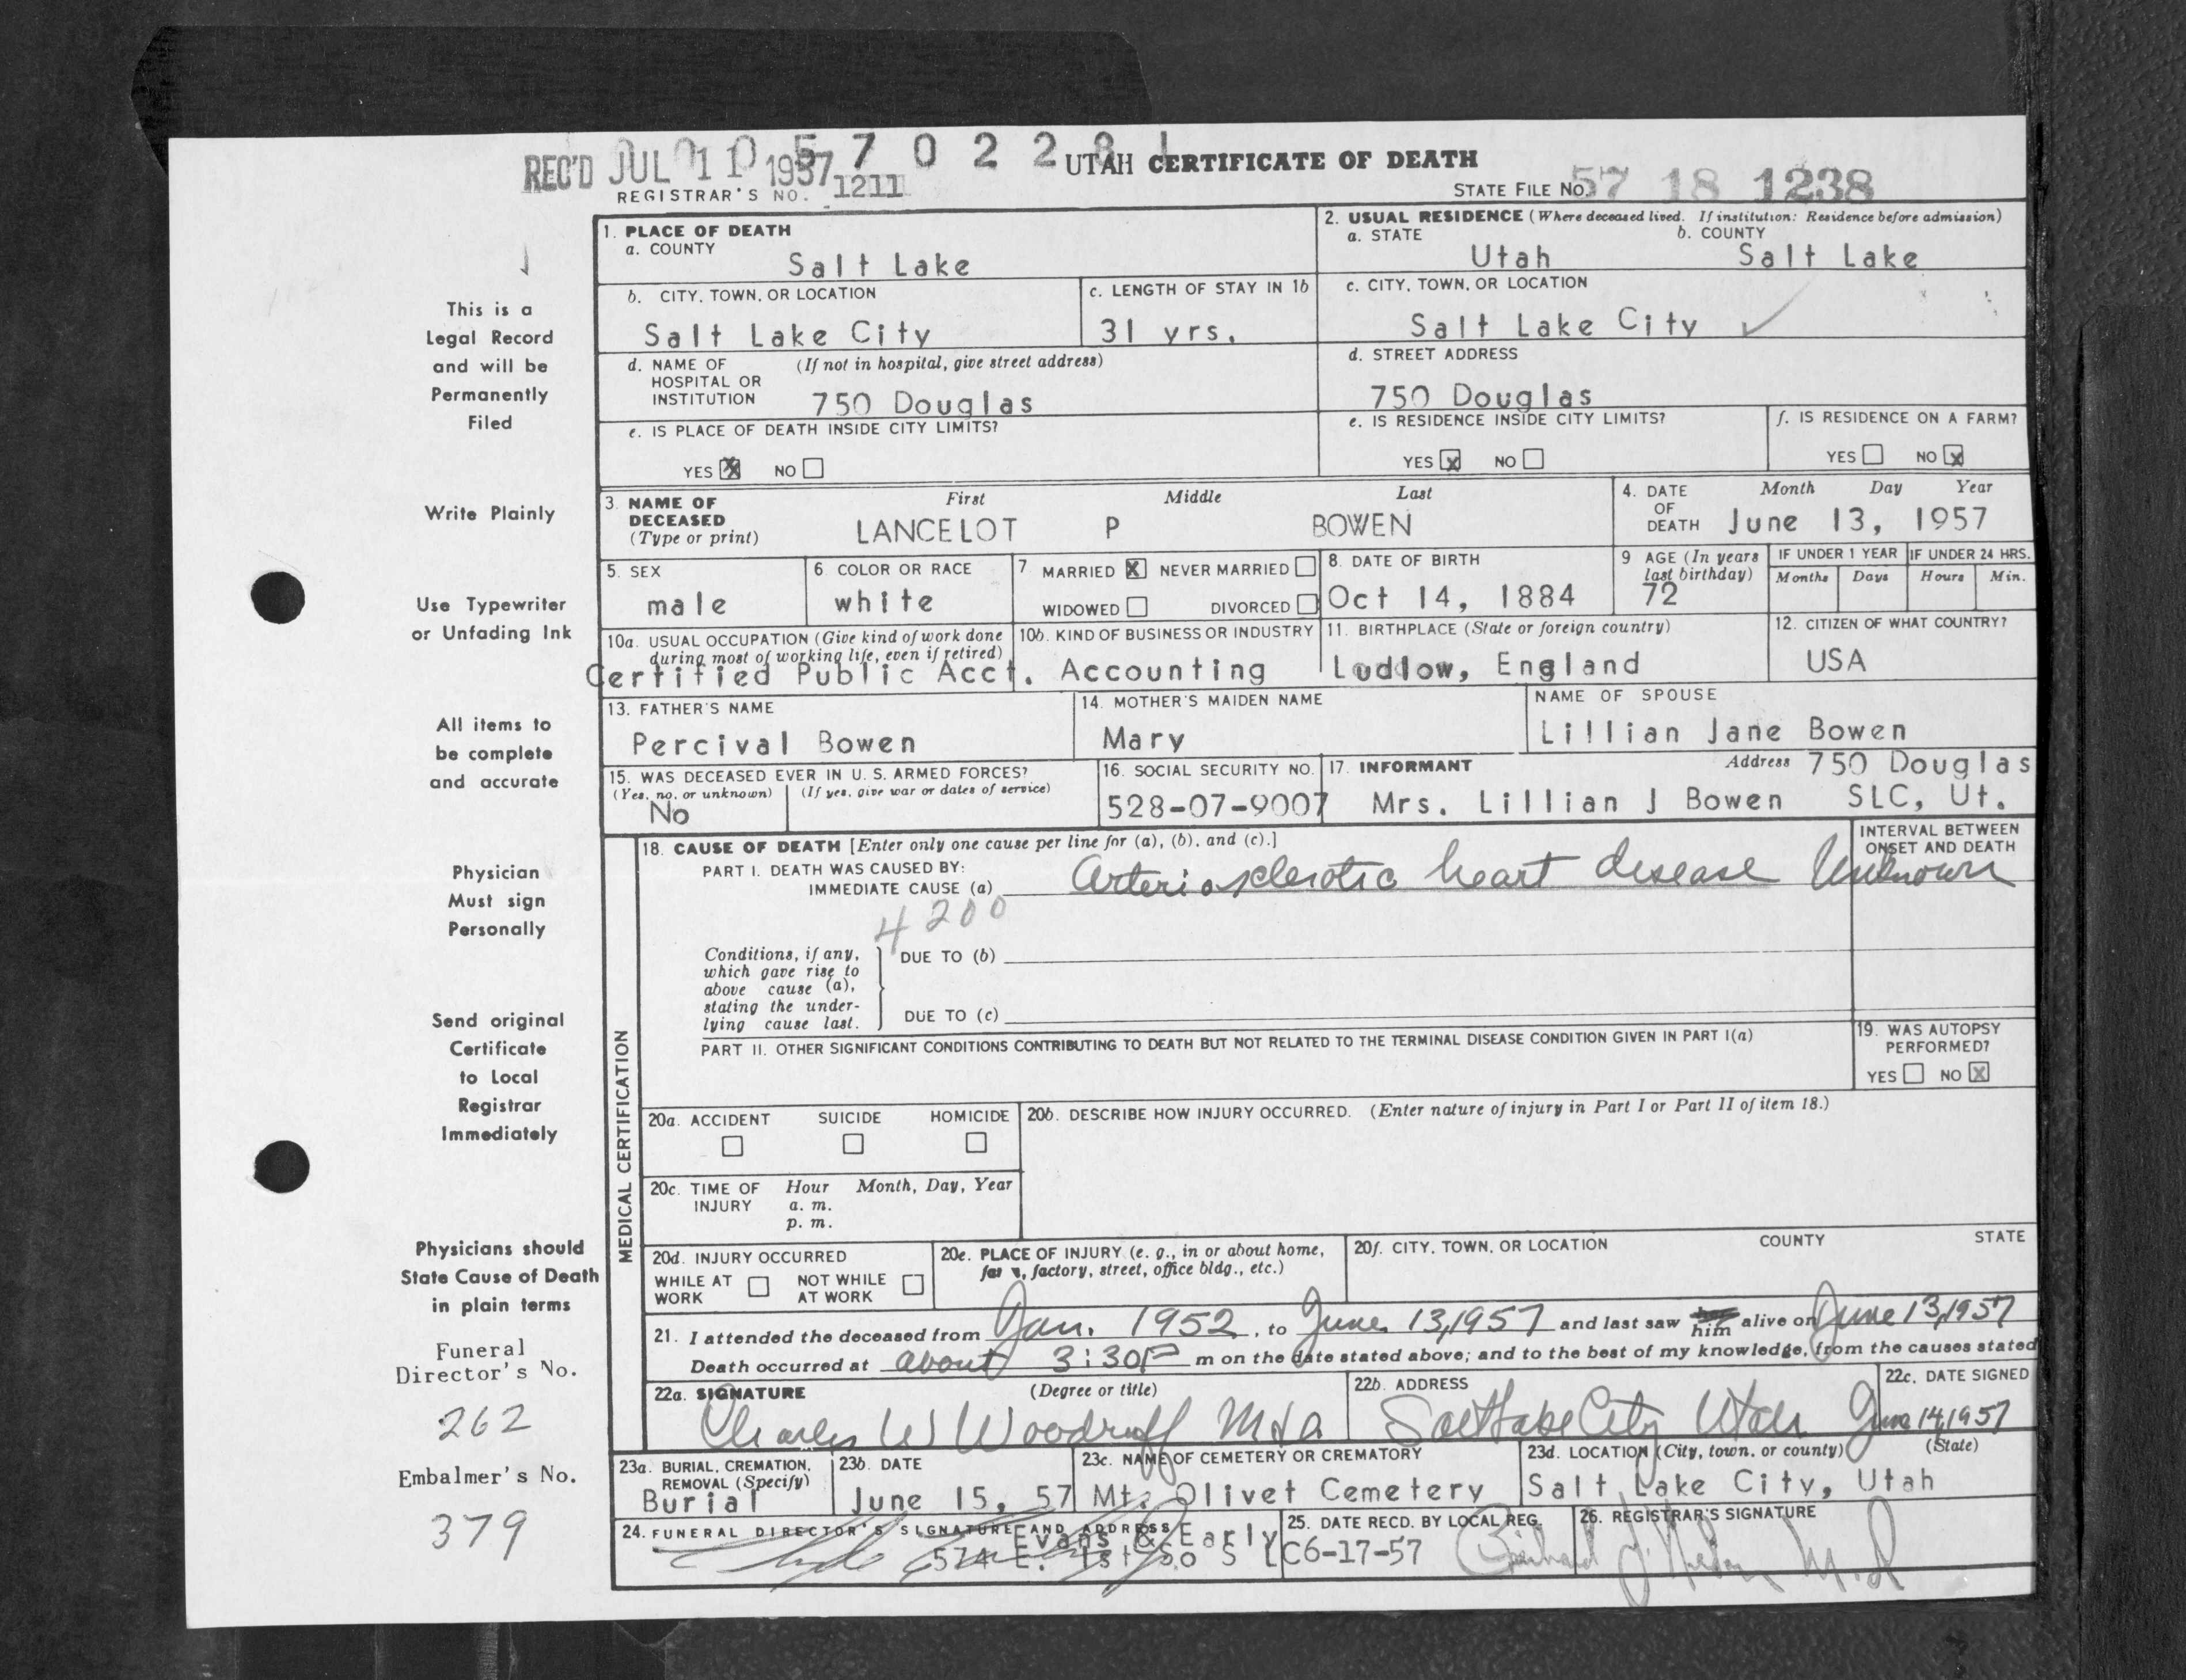 REC'D JUL 11 1957 UTAH CERTIFICATE OF DEATH
REGISTRAR'S NO. 1211 STATE FILE NO. 57 18 1238
1. PLACE OF DEATH
a. COUNTY
Salt Lake
2. USUAL RESIDENCE (Where deceased lived. If institution: Residence before admission)
a. STATE b. COUNTY
Utah Salt Lake
b. CITY, TOWN, OR LOCATION
Salt Lake City
c. LENGTH OF STAY IN 1b
31 yrs.
c. CITY, TOWN, OR LOCATION
Salt Lake City
d. NAME OF (If not in hospital, give street address)
HOSPITAL OR
INSTITUTION 750 Douglas
d. STREET ADDRESS
750 Douglas
e. IS PLACE OF DEATH INSIDE CITY LIMITS?
YES X NO
e. IS RESIDENCE INSIDE CITY LIMITS?
YES X NO
f. IS RESIDENCE ON A FARM?
YES NO X
3. NAME OF First Middle Last
DECEASED
(Type or print) LANCELOT P BOWEN
4. DATE Month Day Year
OF
DEATH June 13, 1957
5. SEX
male
6. COLOR OR RACE
white
7 MARRIED X NEVER MARRIED
WIDOWED DIVORCED
8. DATE OF BIRTH
Oct 14, 1884
9 AGE (In years
last birthday)
72
IF UNDER 1 YEAR IF UNDER 24 HRS.
Months Days Hours Min.
10a. USUAL OCCUPATION (Give kind of work done
during most of working life, even if retired)
Certified Public Acct.
10b. KIND OF BUSINESS OR INDUSTRY
Accounting
11. BIRTHPLACE (State or foreign country)
Ludlow, England
12. CITIZEN OF WHAT COUNTRY?
USA
13. FATHER'S NAME
Percival Bowen
14. MOTHER'S MAIDEN NAME
Mary
NAME OF SPOUSE
Lillian Jane Bowen
15. WAS DECEASED EVER IN U. S. ARMED FORCES?
(Yes, no, or unknown) (If yes, give war or dates of service)
No
16. SOCIAL SECURITY NO.
528-07-9007
17. INFORMANT Address 750 Douglas
Mrs. Lillian J Bowen SLC, Ut.
MEDICAL CERTIFICATION
18. CAUSE OF DEATH [Enter only one cause per line for (a), (b), and (c).]
INTERVAL BETWEEN
ONSET AND DEATH
PART I. DEATH WAS CAUSED BY:
IMMEDIATE CAUSE (a) Arteriosclerotic heart disease Unknown
4200
Conditions, if any,
which gave rise to
above cause (a),
stating the under-
lying cause last.
DUE TO (b)
DUE TO (c)
PART II. OTHER SIGNIFICANT CONDITIONS CONTRIBUTING TO DEATH BUT NOT RELATED TO THE TERMINAL DISEASE CONDITION GIVEN IN PART I(a)
19. WAS AUTOPSY
PERFORMED?
YES NO X
20a. ACCIDENT SUICIDE HOMICIDE
20b. DESCRIBE HOW INJURY OCCURRED. (Enter nature of injury in Part I or Part II of item 18.)
20c. TIME OF Hour Month, Day, Year
INJURY a. m.
p. m.
20d. INJURY OCCURRED
WHILE AT NOT WHILE
WORK AT WORK
20e. PLACE OF INJURY (e. g., in or about home,
farm, factory, street, office bldg., etc.)
20f. CITY, TOWN, OR LOCATION COUNTY STATE
21. I attended the deceased from Jan. 1952, to June 13, 1957 and last saw him alive on June 13, 1957
Death occurred at about 3:30P m on the date stated above; and to the best of my knowledge, from the causes stated
22a. SIGNATURE (Degree or title)
Charles W Woodruff
22b. ADDRESS
Salt Lake City Utah
22c. DATE SIGNED
June 14, 1957
23a. BURIAL, CREMATION,
REMOVAL (Specify)
Burial
23b. DATE
June 15, 57
23c. NAME OF CEMETERY OR CREMATORY
Mt. Olivet Cemetery
23d. LOCATION (City, town, or county) (State)
Salt Lake City, Utah
24. FUNERAL DIRECTOR'S SIGNATURE AND ADDRESS
Evans & Early
574 E. 1st So SLC
25. DATE RECD. BY LOCAL REG.
6-17-57
26. REGISTRAR'S SIGNATURE
This is a
Legal Record
and will be
Permanently
Filed
Write Plainly
Use Typewriter
or Unfading Ink
All items to
be complete
and accurate
Physician
Must sign
Personally
Send original
Certificate
to Local
Registrar
Immediately
Physicians should
State Cause of Death
in plain terms
Funeral
Director's No.
262
Embalmer's No.
379